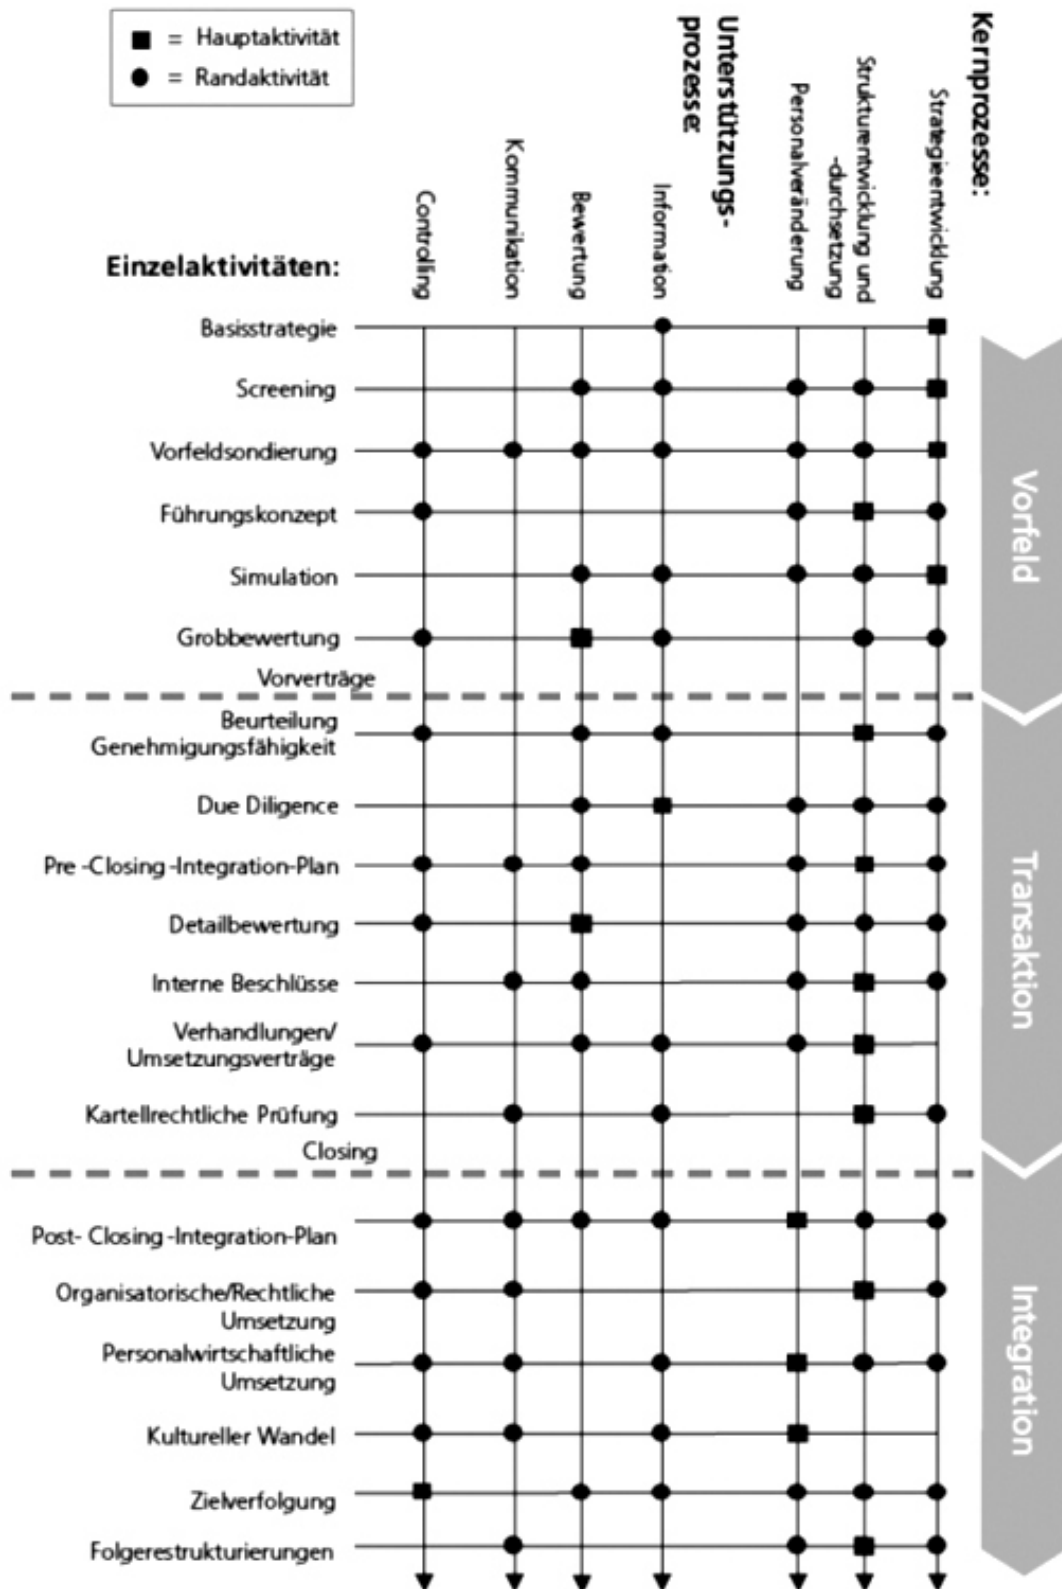 ■ = Hauptaktivität
● = Randaktivität
Kernprozesse:
Strategieentwicklung
Strukturentwicklung und
-durchsetzung
Personalveränderung
Unterstützungs-
prozesse:
Information
Bewertung
Kommunikation
Controlling
Einzelaktivitäten:
Basisstrategie
Screening
Vorfeldsondierung
Führungskonzept
Simulation
Grobbewertung
Vorverträge
Vorfeld
Beurteilung
Genehmigungsfähigkeit
Due Diligence
Pre -Closing -Integration-Plan
Detailbewertung
Interne Beschlüsse
Verhandlungen/
Umsetzungsverträge
Kartellrechtliche Prüfung
Closing
Transaktion
Post- Closing -Integration-Plan
Organisatorische/Rechtliche
Umsetzung
Personalwirtschaftliche
Umsetzung
Kultureller Wandel
Zielverfolgung
Folgerestrukturierungen
Integration